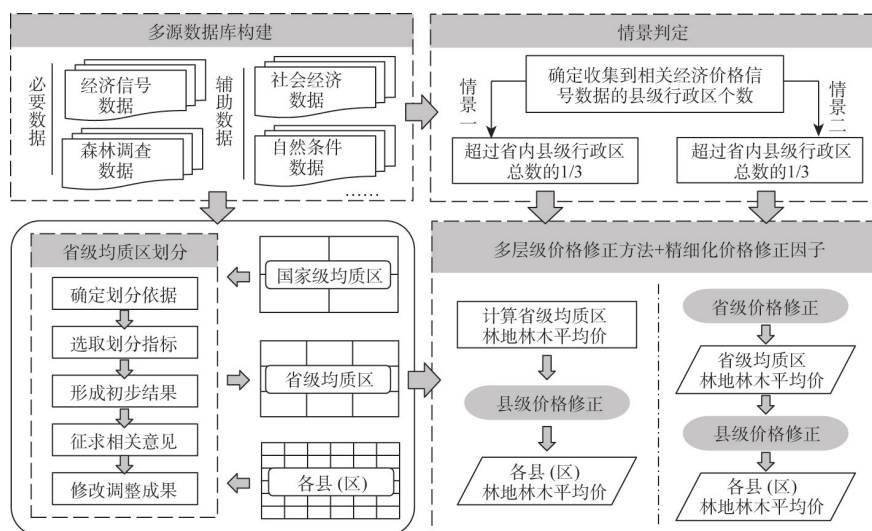 多源数据库构建
必要数据
经济信号
数据
森林调查
数据
辅助数据
社会经济
数据
自然条件
数据
……
情景判定
确定收集到相关经济价格信
号数据的县级行政区个数
情景一
情景二
超过省内县级行政区
总数的1/3
超过省内县级行政区
总数的1/3
省级均质区划分
确定划分依据
选取划分指标
形成初步结果
征求相关意见
修改调整成果
国家级均质区
省级均质区
各县(区)
多层级价格修正方法+精细化价格修正因子
计算省级均质区
林地林木平均价
县级价格修正
各县(区)
林地林木平均价
省级价格修正
省级均质区
林地林木平均价
县级价格修正
各县(区)
林地林木平均价